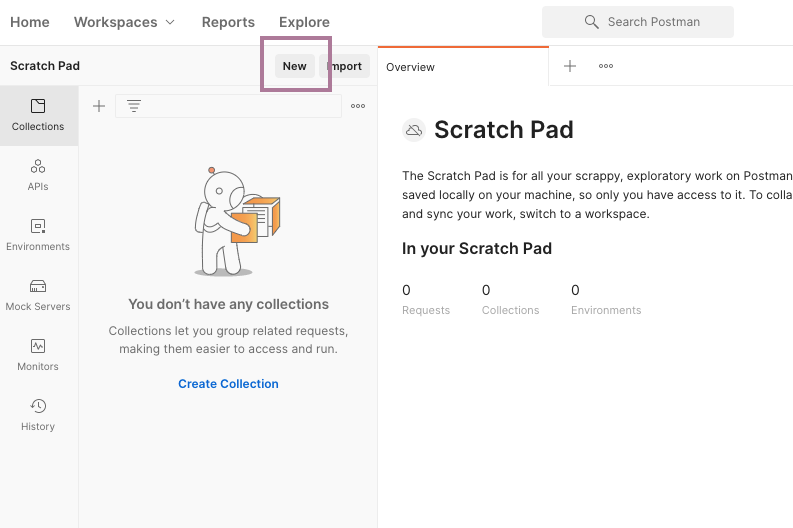 Home Workspaces Reports Explore Search Postman
Scratch Pad New Import Overview
Collections
APIs
Environments
Mock Servers
Monitors
History
You don’t have any collections
Collections let you group related requests,
making them easier to access and run.
Create Collection
Scratch Pad
The Scratch Pad is for all your scrappy, exploratory work on Postman
saved locally on your machine, so only you have access to it. To colla
and sync your work, switch to a workspace.
In your Scratch Pad
0 0 0
Requests Collections Environments